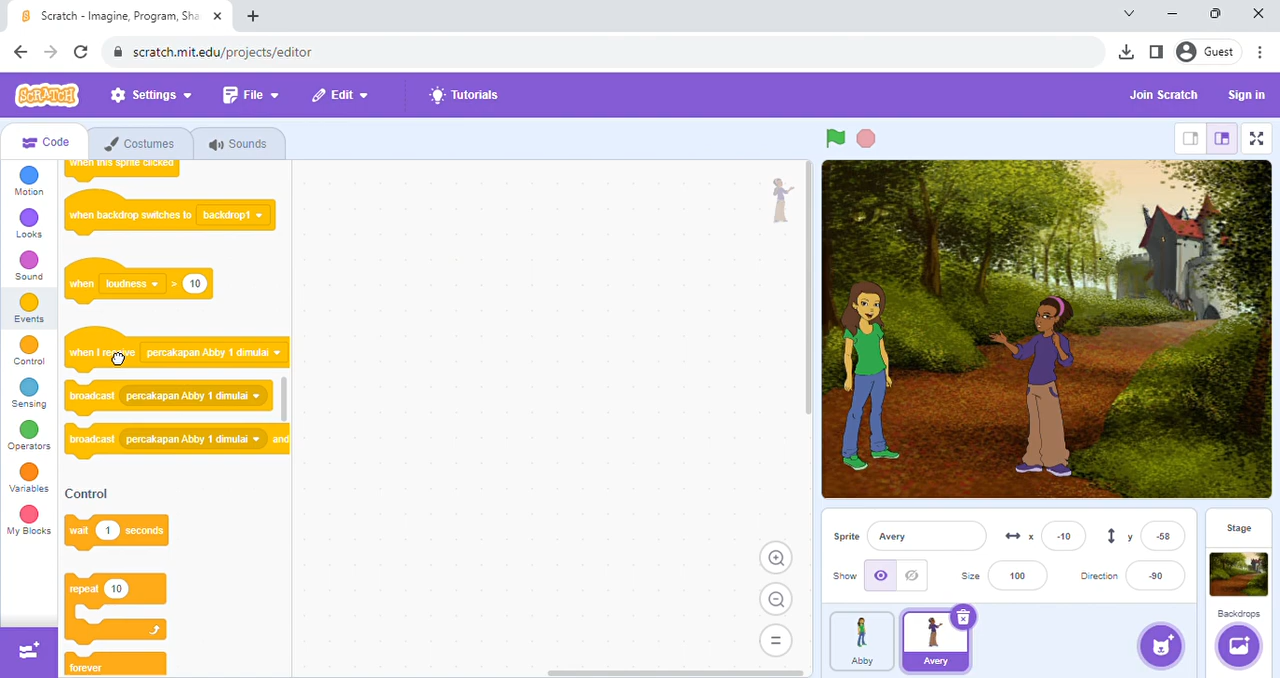 Scratch - Imagine, Program, Sha
scratch.mit.edu/projects/editor
Guest
SCRATCH
Settings
File
Edit
Tutorials
Join Scratch
Sign in
Code
Costumes
Sounds
Motion
Looks
Sound
Events
Control
Sensing
Operators
Variables
My Blocks
when this sprite clicked
when backdrop switches to backdrop1
when loudness > 10
when I receive percakapan Abby 1 dimulai
broadcast percakapan Abby 1 dimulai
broadcast percakapan Abby 1 dimulai and
Control
wait 1 seconds
repeat 10
forever
Sprite Avery x -10 y -58
Show Size 100 Direction -90
Abby
Avery
Stage
Backdrops